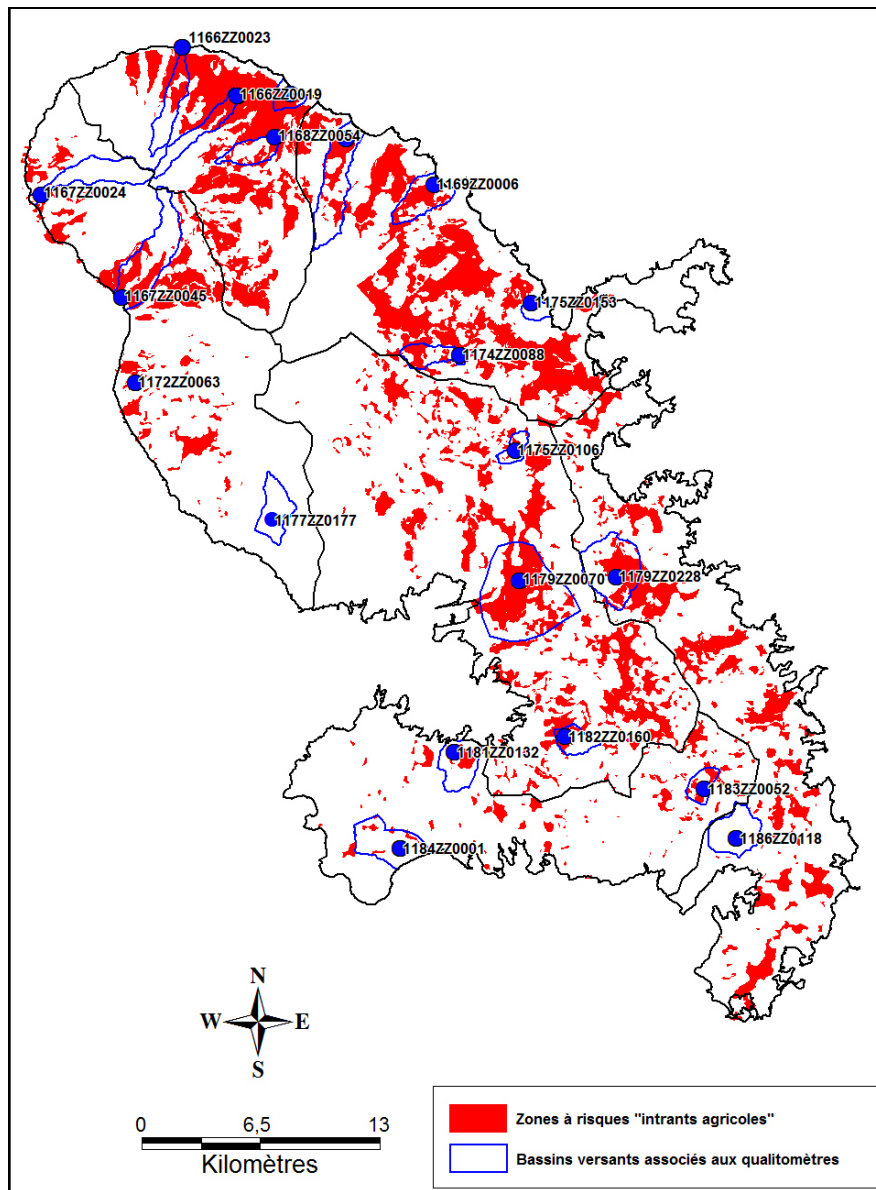 1166ZZ0023
1166ZZ0019
1168ZZ0054
1169ZZ0006
1167ZZ0024
1167ZZ0045
1175ZZ0153
1174ZZ0088
1172ZZ0063
1175ZZ0106
1177ZZ0177
1179ZZ0070
1179ZZ0228
1182ZZ0160
1181ZZ0132
1183ZZ0052
1186ZZ0118
1184ZZ0001
N
W
E
S
0
6,5
13
Kilomètres
Zones à risques "intrants agricoles"
Bassins versants associés aux qualitomètres